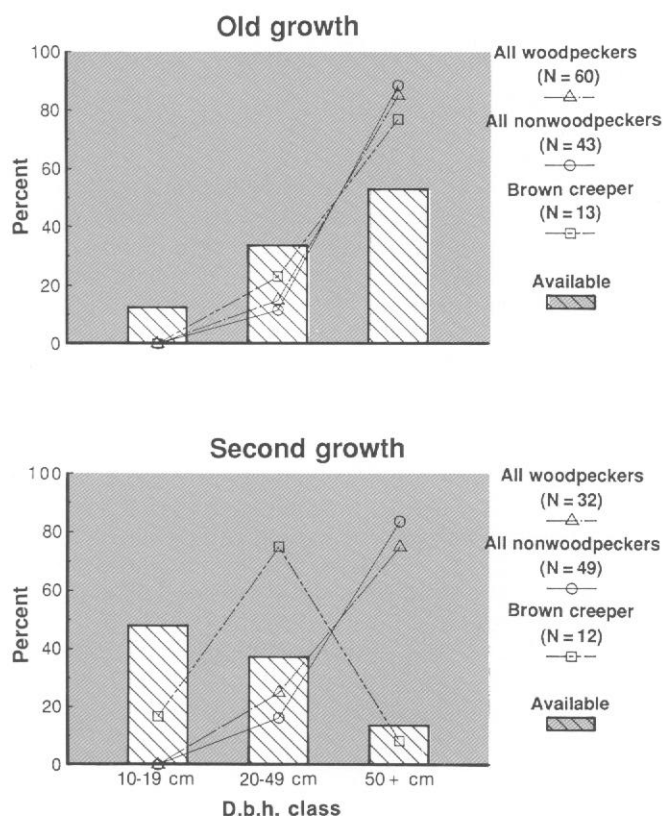 Old growth
100
80
60
40
20
0
Percent
All woodpeckers
(N = 60)
All nonwoodpeckers
(N = 43)
Brown creeper
(N = 13)
Available
Second growth
100
80
60
40
20
0
Percent
10-19 cm 20-49 cm 50 + cm
D.b.h. class
All woodpeckers
(N = 32)
All nonwoodpeckers
(N = 49)
Brown creeper
(N = 12)
Available